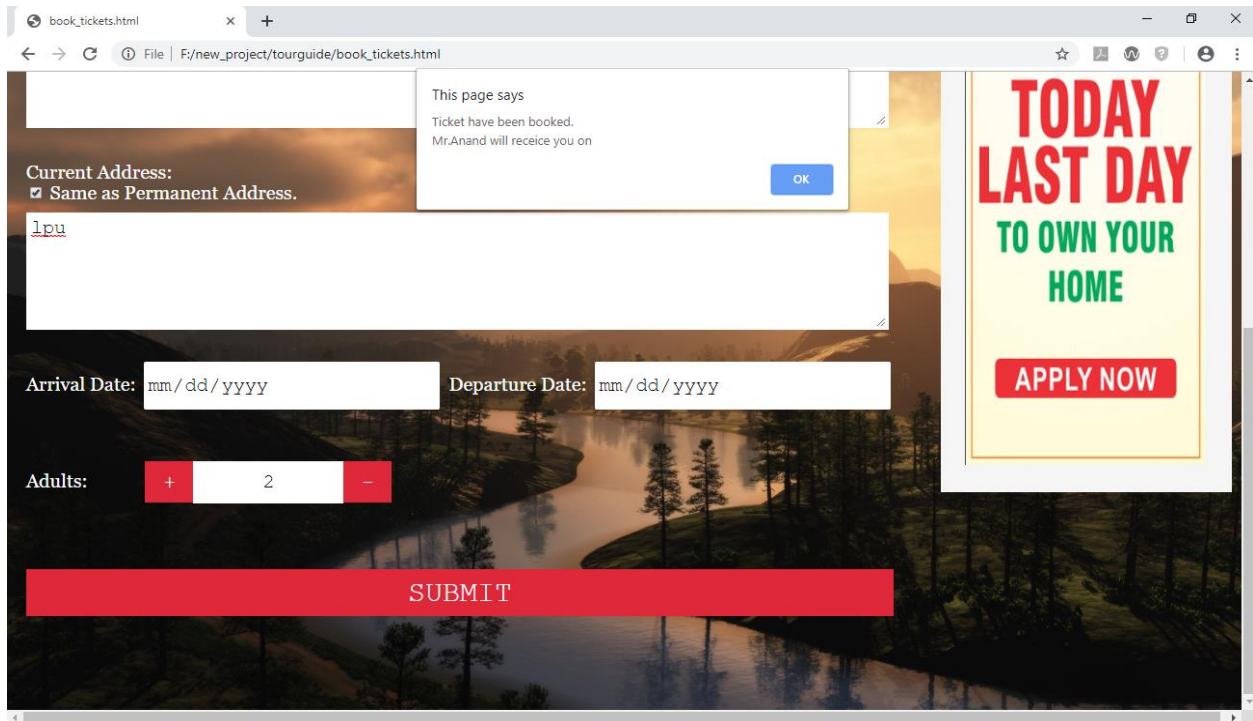 book_tickets.html
File | F:/new_project/tourguide/book_tickets.html
This page says
Ticket have been booked.
Mr.Anand will receice you on
OK
Current Address:
Same as Permanent Address.
lpu
Arrival Date: mm/dd/yyyy Departure Date: mm/dd/yyyy
Adults: + 2 −
SUBMIT
TODAY
LAST DAY
TO OWN YOUR
HOME
APPLY NOW